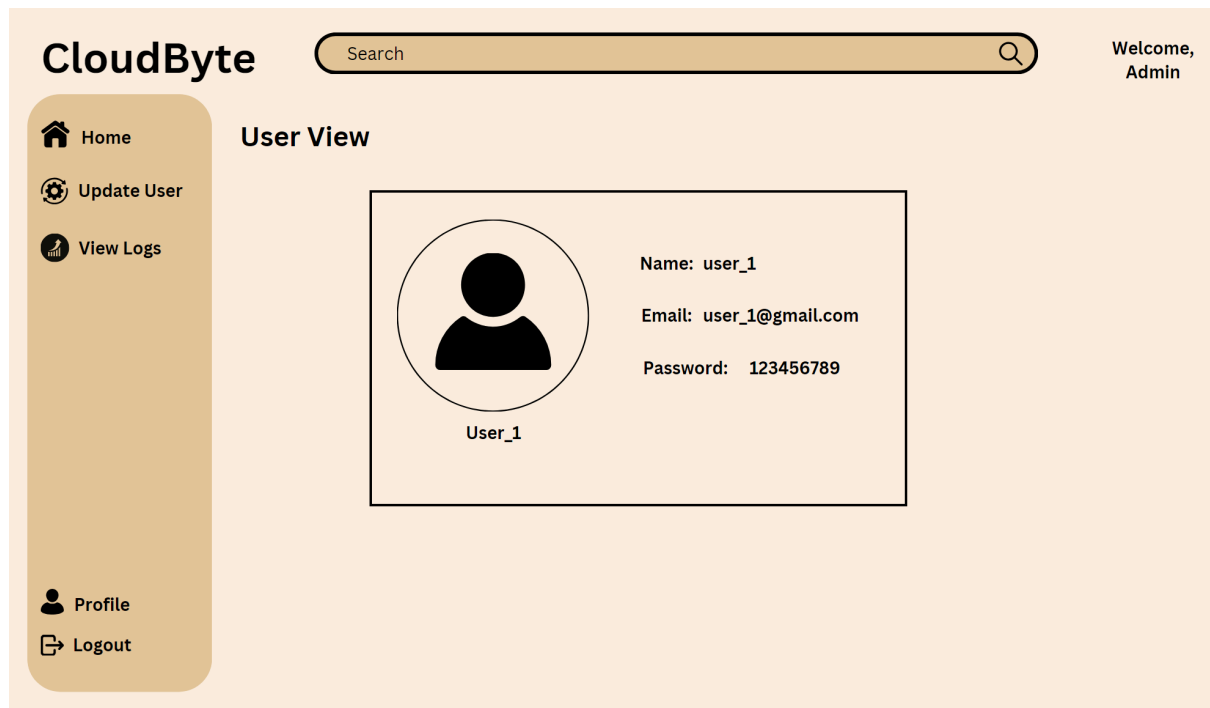 CloudByte
Search
Welcome,
Admin
Home
Update User
View Logs
Profile
Logout
User View
User_1
Name: user_1
Email: user_1@gmail.com
Password: 123456789